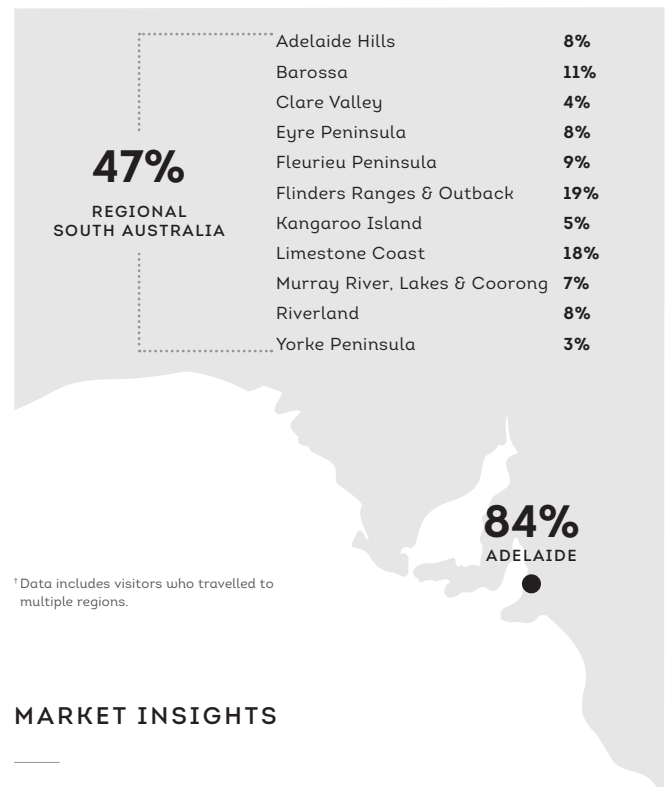 Adelaide Hills 8%
Barossa 11%
Clare Valley 4%
Eyre Peninsula 8%
Fleurieu Peninsula 9%
Flinders Ranges & Outback 19%
Kangaroo Island 5%
Limestone Coast 18%
Murray River, Lakes & Coorong 7%
Riverland 8%
Yorke Peninsula 3%
47%
REGIONAL
SOUTH AUSTRALIA
84%
ADELAIDE
†Data includes visitors who travelled to
multiple regions.
MARKET INSIGHTS